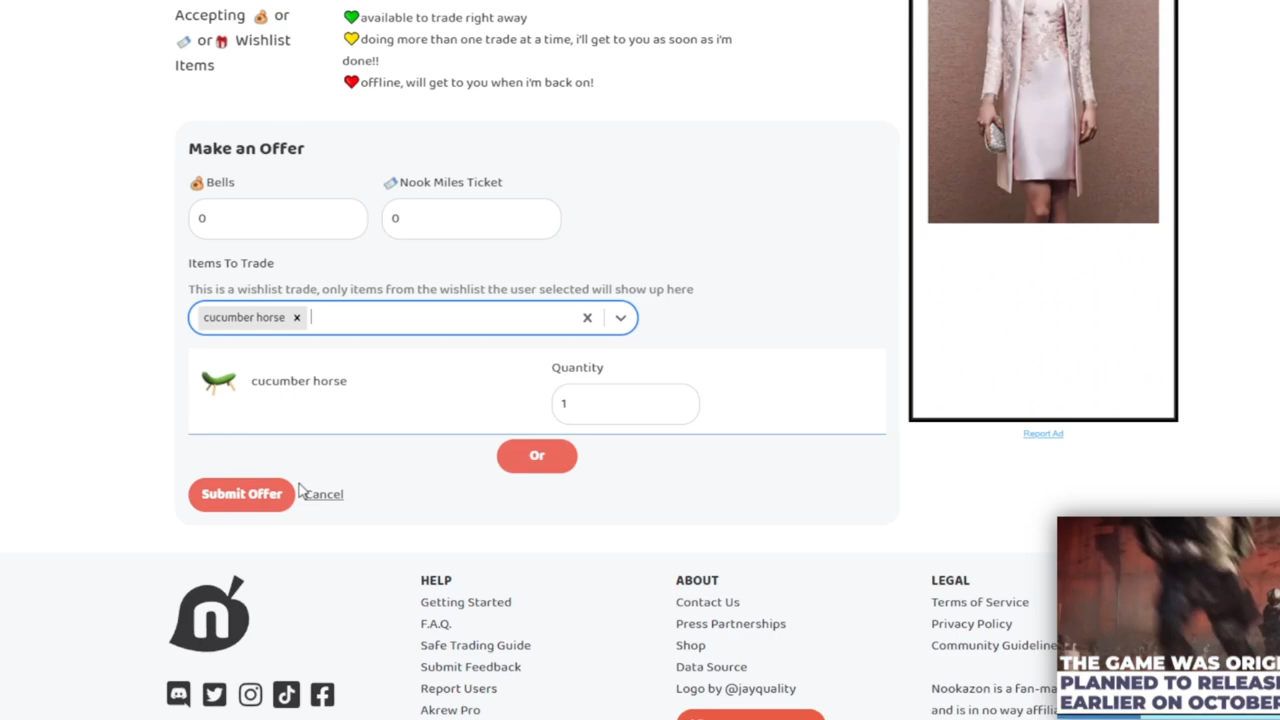 Accepting or
or Wishlist
Items
available to trade right away
doing more than one trade at a time, i'll get to you as soon as i'm
done!!
offline, will get to you when i'm back on!
Make an Offer
Bells
Nook Miles Ticket
0
0
Items To Trade
This is a wishlist trade, only items from the wishlist the user selected will show up here
cucumber horse
cucumber horse
Quantity
1
Or
Submit Offer
Cancel
Report Ad
HELP
Getting Started
F.A.Q.
Safe Trading Guide
Submit Feedback
Report Users
Akrew Pro
ABOUT
Contact Us
Press Partnerships
Shop
Data Source
Logo by @jayquality
LEGAL
Terms of Service
Privacy Policy
Community Guideline
Nookazon is a fan-ma
and is in no way affilia
n
THE GAME WAS ORIGI
PLANNED TO RELEASE
EARLIER ON OCTOBER